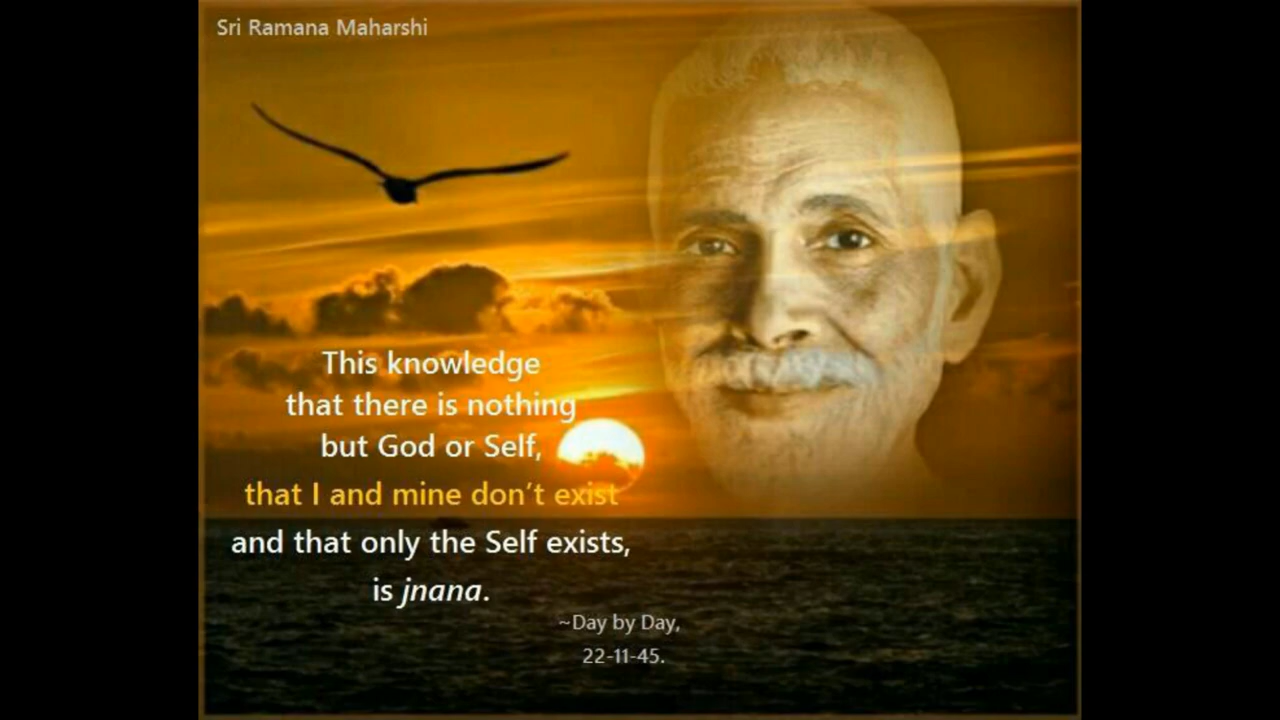 Sri Ramana Maharshi
This knowledge
that there is nothing
but God or Self,
that I and mine don’t exist
and that only the Self exists,
is jnana.
~Day by Day,
22-11-45.